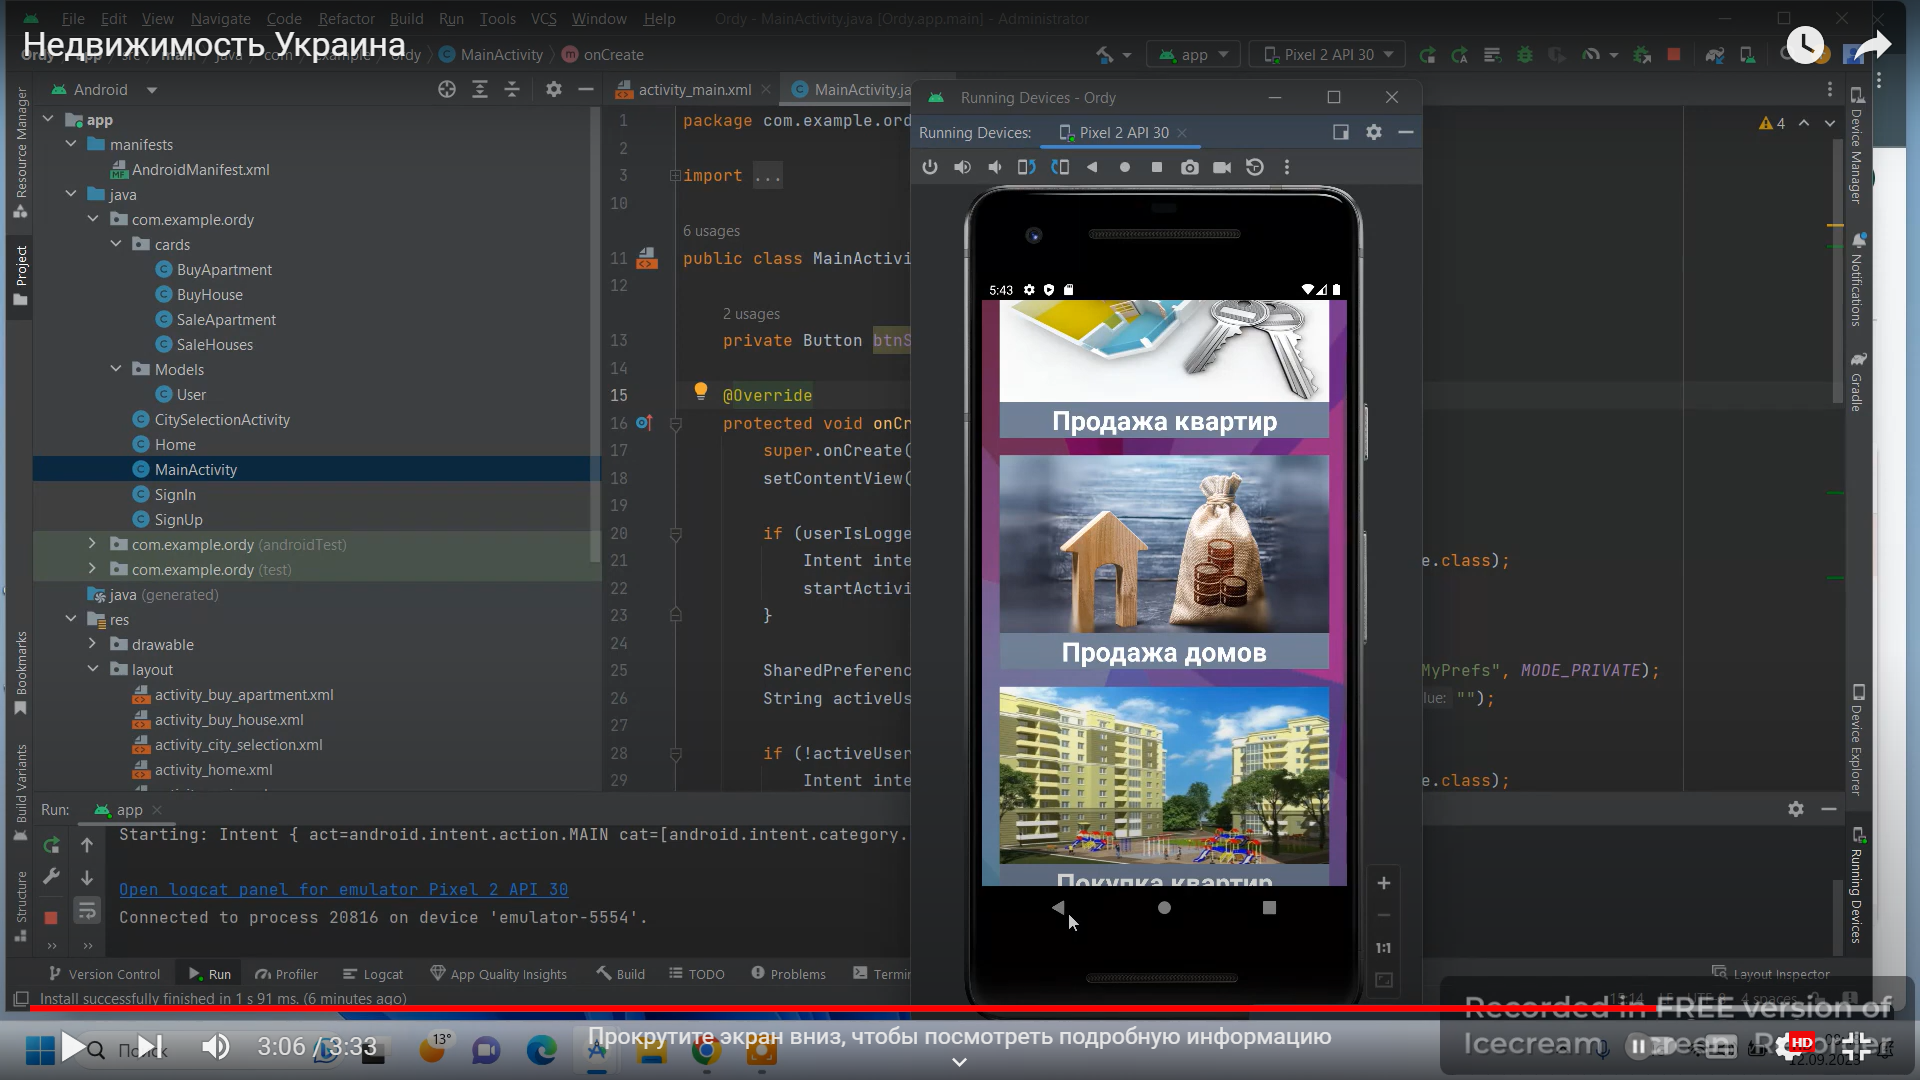 File Edit View Navigate Code Refactor Build Run Tools VCS Window Help Ordy - MainActivity.java [Ordy.app.main] - Administrator
Недвижимость Украина
MainActivity onCreate app Pixel 2 API 30
Android activity_main.xml MainActivity.ja
Resource Manager
Project
Bookmarks
Build Variants
Structure
app
manifests
AndroidManifest.xml
java
com.example.ordy
cards
BuyApartment
BuyHouse
SaleApartment
SaleHouses
Models
User
CitySelectionActivity
Home
MainActivity
SignIn
SignUp
com.example.ordy (androidTest)
com.example.ordy (test)
java (generated)
res
drawable
layout
activity_buy_apartment.xml
activity_buy_house.xml
activity_city_selection.xml
activity_home.xml
1 package com.example.ord
2
3 import ...
10
6 usages
11 public class MainActivi
12
2 usages
13 private Button btnS
14
15 @Override
16 protected void onCr
17 super.onCreate(
18 setContentView(
19
20 if (userIsLogge
21 Intent inte e.class);
22 startActivi
23 }
24
25 SharedPreferenc MyPrefs", MODE_PRIVATE);
26 String activeUs lue: "");
27
28 if (!activeUser
29 Intent inte e.class);
4
Running Devices - Ordy
Running Devices: Pixel 2 API 30
5:43
Продажа квартир
Продажа домов
Покупка квартир
1:1
Device Manager
Notifications
Gradle
Device Explorer
Running Devices
Run: app
Starting: Intent { act=android.intent.action.MAIN cat=[android.intent.category.
Open logcat panel for emulator Pixel 2 API 30
Connected to process 20816 on device 'emulator-5554'.
Version Control Run Profiler Logcat App Quality Insights Build TODO Problems Termi Layout Inspector
Install successfully finished in 1 s 91 ms. (6 minutes ago)
Recorded in FREE version of
Icecream Screen Recorder
3:06 / 3:33
13°
Прокрутите экран вниз, чтобы посмотреть подробную информацию
HD